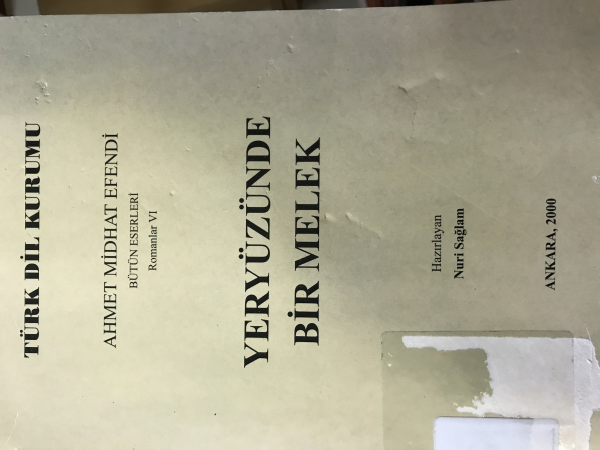 TÜRK DİL KURUMU
AHMET MİDHAT EFENDİ
BÜTÜN ESERLERİ
Romanlar VI
YERYÜZÜNDE
BİR MELEK
Hazırlayan
Nuri Sağlam
ANKARA, 2000